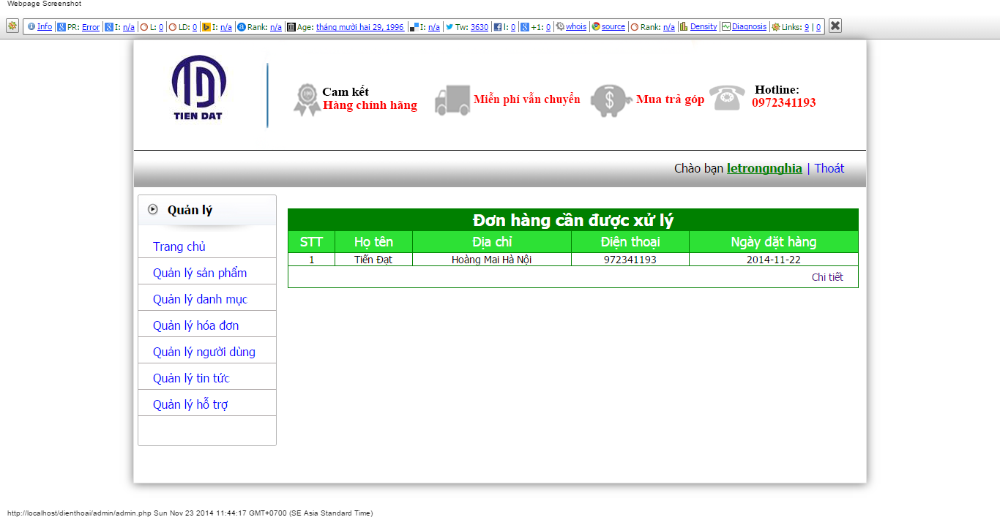 Webpage Screenshot
Info PR: Error I: n/a L: 0 LD: 0 I: n/a Rank: n/a Age: tháng mười hai 29, 1996 I: n/a Tw: 3630 l: 0 +1: 0 whois source Rank: n/a Density Diagnosis Links: 9 | 0
TIEN DAT
Cam kết
Hàng chính hãng
Miễn phí vẫn chuyển
Mua trả góp
Hotline:
0972341193
Chào bạn letrongnghia | Thoát
Quản lý
Trang chủ
Quản lý sản phẩm
Quản lý danh mục
Quản lý hóa đơn
Quản lý người dùng
Quản lý tin tức
Quản lý hỗ trợ
Đơn hàng cần được xử lý
STT Họ tên Địa chỉ Điện thoại Ngày đặt hàng
1 Tiến Đạt Hoàng Mai Hà Nội 972341193 2014-11-22
Chi tiết
http://localhost/dienthoai/admin/admin.php Sun Nov 23 2014 11:44:17 GMT+0700 (SE Asia Standard Time)